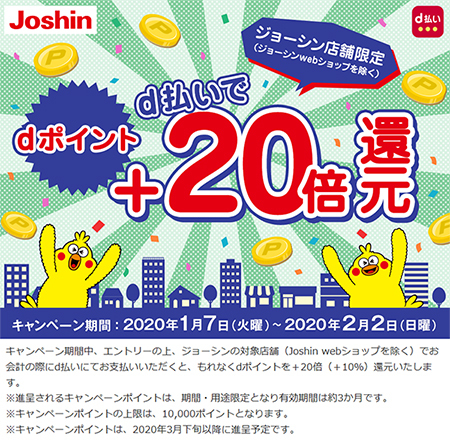 Joshin
ジョーシン店舗限定
(ジョーシンwebショップを除く)
d払い
d払いで
dポイント
+20倍還元
キャンペーン期間:2020年1月7日(火曜)~2020年2月2日(日曜)
キャンペーン期間中、エントリーの上、ジョーシンの対象店舗(Joshin webショップを除く)でお
会計の際にd払いにてお支払いいただくと、もれなくdポイントを+20倍(+10%)還元いたしま
す。
※進呈されるキャンペーンポイントは、期間・用途限定となり有効期間は約3か月です。
※キャンペーンポイントの上限は、10,000ポイントとなります。
※キャンペーンポイントは、2020年3月下旬以降に進呈予定です。